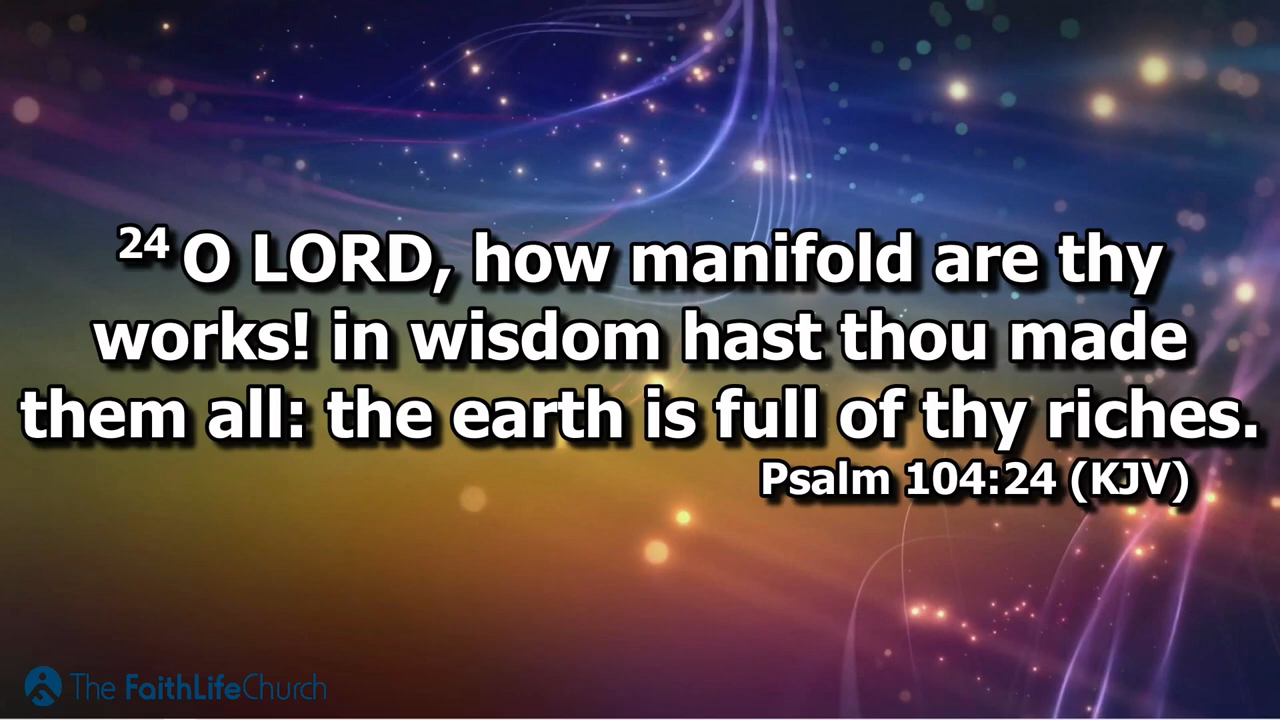 24 O LORD, how manifold are thy
works! in wisdom hast thou made
them all: the earth is full of thy riches.
Psalm 104:24 (KJV)
The FaithLifeChurch